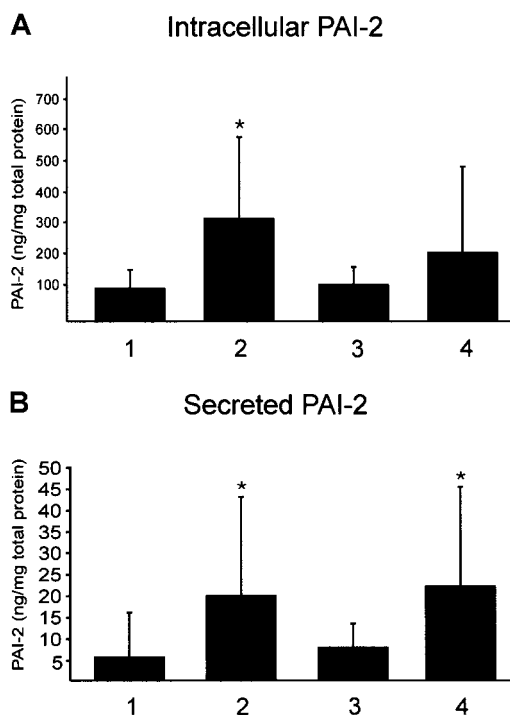 A
Intracellular PAI-2
PAI-2 (ng/mg total protein)
700
600
500
400
300
200
100
*
1 2 3 4
B
Secreted PAI-2
PAI-2 (ng/mg total protein)
50
45
40
35
30
25
20
15
10
5
* *
1 2 3 4